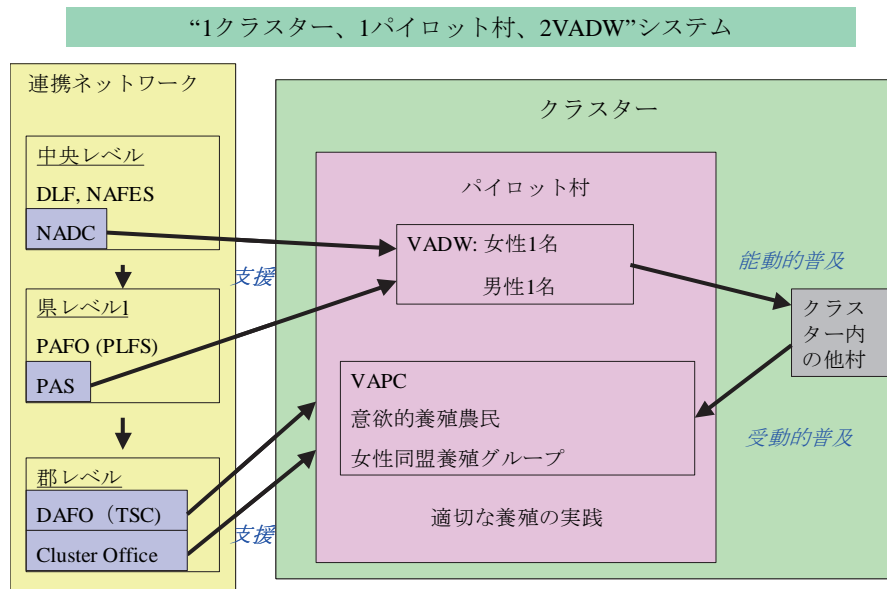 “1クラスター、1パイロット村、2VADW”システム
連携ネットワーク
中央レベル
DLF, NAFES
NADC
県レベル1
PAFO (PLFS)
PAS
郡レベル
DAFO（TSC)
Cluster Office
支援
支援
クラスター
パイロット村
VADW: 女性1名
男性1名
VAPC
意欲的養殖農民
女性同盟養殖グループ
適切な養殖の実践
能動的普及
クラス
ター内
の他村
受動的普及